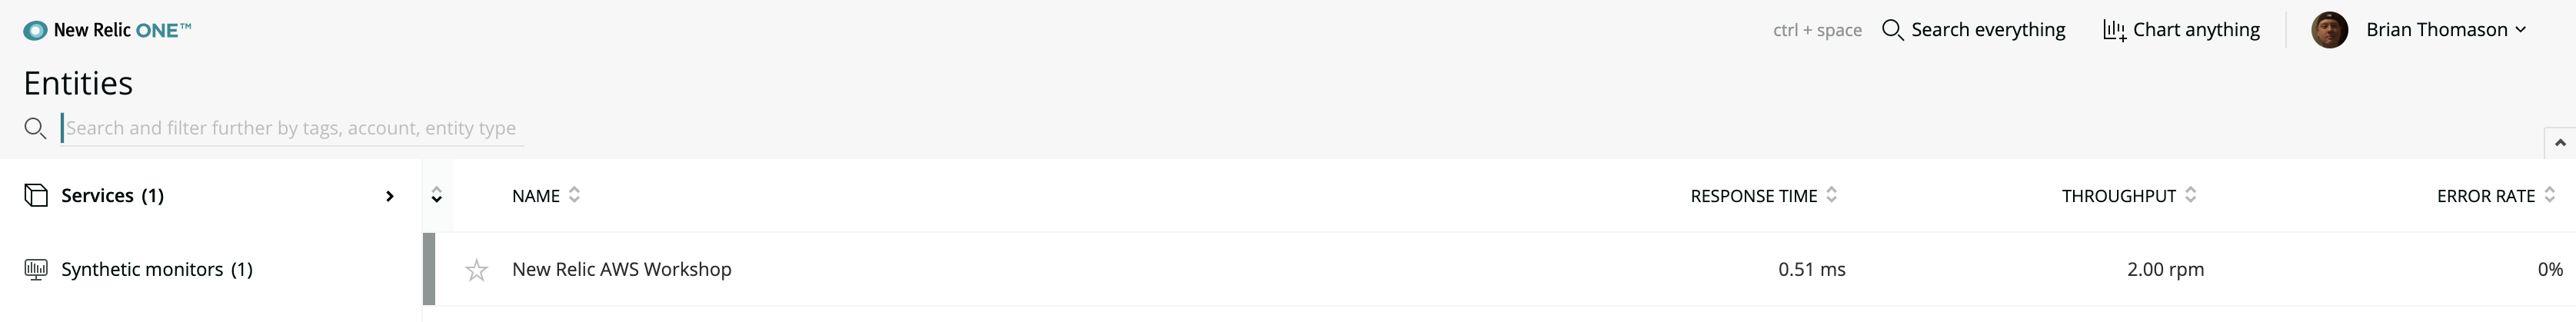 New Relic ONE™
ctrl + space Search everything Chart anything Brian Thomason
Entities
Search and filter further by tags, account, entity type
Services (1)
NAME RESPONSE TIME THROUGHPUT ERROR RATE
Synthetic monitors (1)
New Relic AWS Workshop 0.51 ms 2.00 rpm 0%